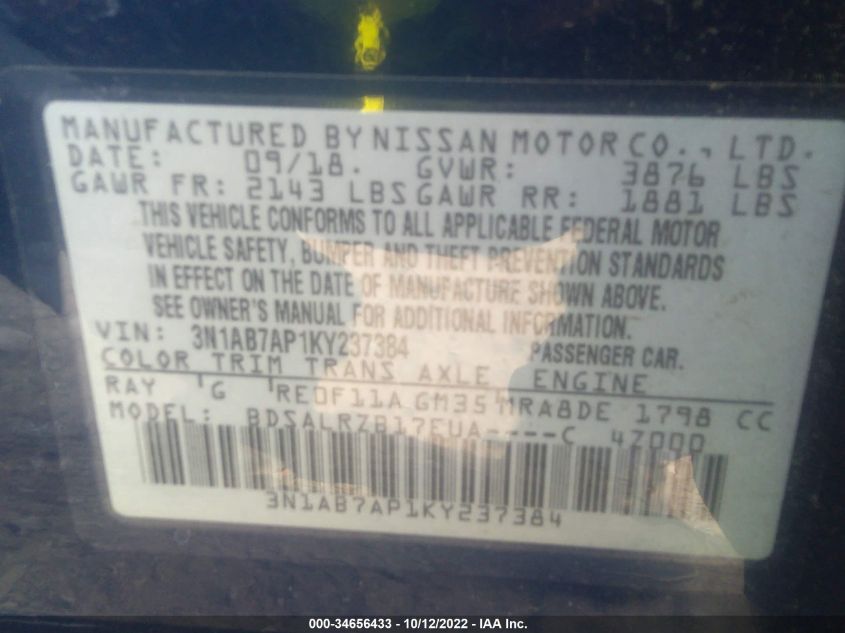 MANUFACTURED BY NISSAN MOTOR CO., LTD.
DATE: 09/18. GVWR: 3876 LBS
GAWR FR: 2143 LBS GAWR RR: 1881 LBS
THIS VEHICLE CONFORMS TO ALL APPLICABLE FEDERAL MOTOR
VEHICLE SAFETY, BUMPER AND THEFT PREVENTION STANDARDS
IN EFFECT ON THE DATE OF MANUFACTURE SHOWN ABOVE.
SEE OWNER'S MANUAL FOR ADDITIONAL INFORMATION.
VIN: 3N1AB7AP1KY237384 PASSENGER CAR.
COLOR TRIM TRANS AXLE ENGINE
RAY G RE0F11A GM35 MRA8DE 1798 CC
MODEL: BDSALRZB17EUA----C 4Z000
3N1AB7AP1KY237384
000-34656433 - 10/12/2022 - IAA Inc.